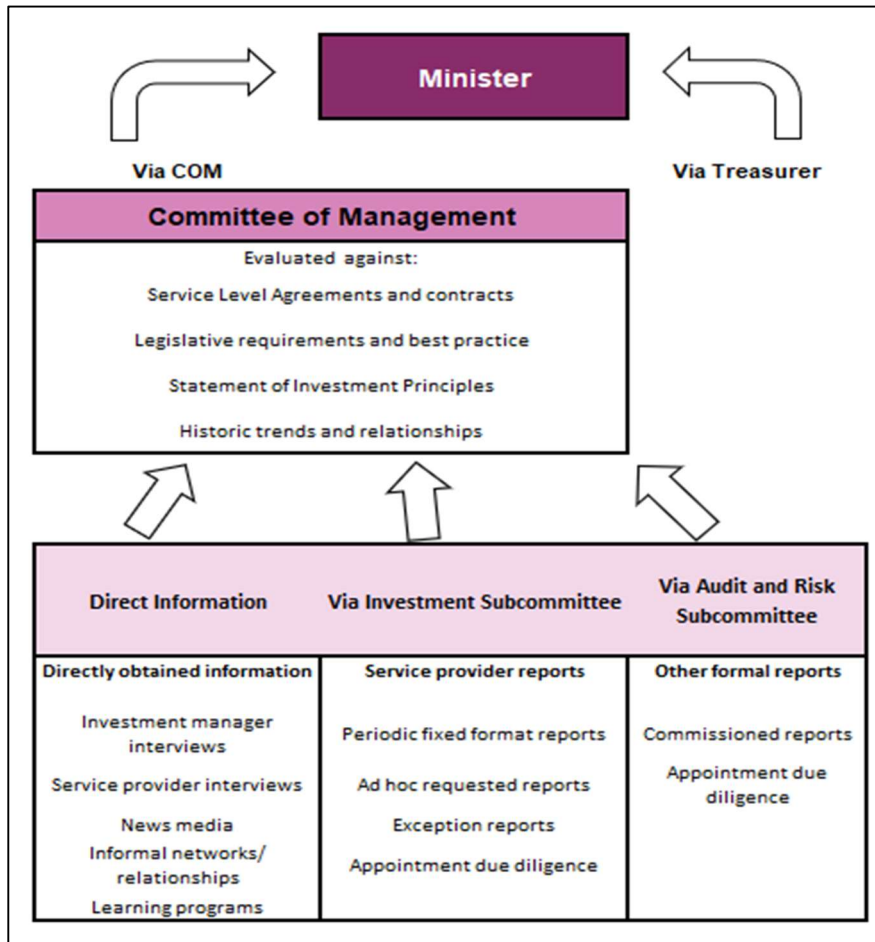 Minister
Via COM
Via Treasurer
Committee of Management
Evaluated against:
Service Level Agreements and contracts
Legislative requirements and best practice
Statement of Investment Principles
Historic trends and relationships
Direct Information
Via Investment Subcommittee
Via Audit and Risk
Subcommittee
Directly obtained information
Investment manager
interviews
Service provider interviews
News media
Informal networks/
relationships
Learning programs
Service provider reports
Periodic fixed format reports
Ad hoc requested reports
Exception reports
Appointment due diligence
Other formal reports
Commissioned reports
Appointment due
diligence